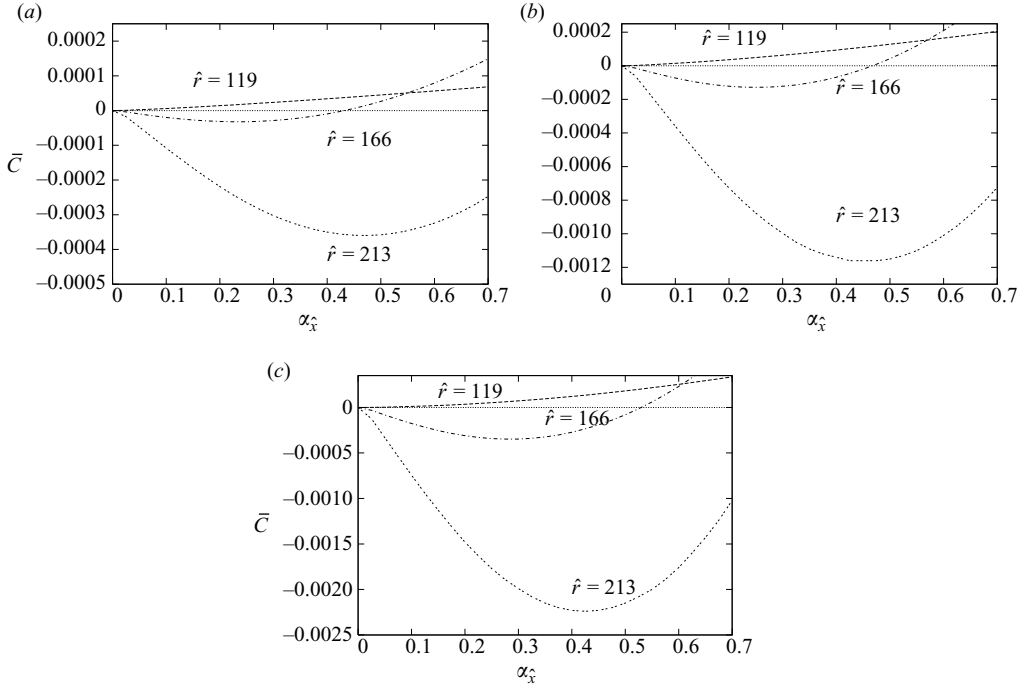 (a)
0.0002
0.0001
0
–0.0001
–0.0002
–0.0003
–0.0004
–0.0005
C̄
r̂ = 119
r̂ = 166
r̂ = 213
0 0.1 0.2 0.3 0.4 0.5 0.6 0.7
αx̂
(b)
0.0002
0
–0.0002
–0.0004
–0.0006
–0.0008
–0.0010
–0.0012
r̂ = 119
r̂ = 166
r̂ = 213
0 0.1 0.2 0.3 0.4 0.5 0.6 0.7
αx̂
(c)
0
–0.0005
–0.0010
–0.0015
–0.0020
–0.0025
C̄
r̂ = 119
r̂ = 166
r̂ = 213
0 0.1 0.2 0.3 0.4 0.5 0.6 0.7
αx̂